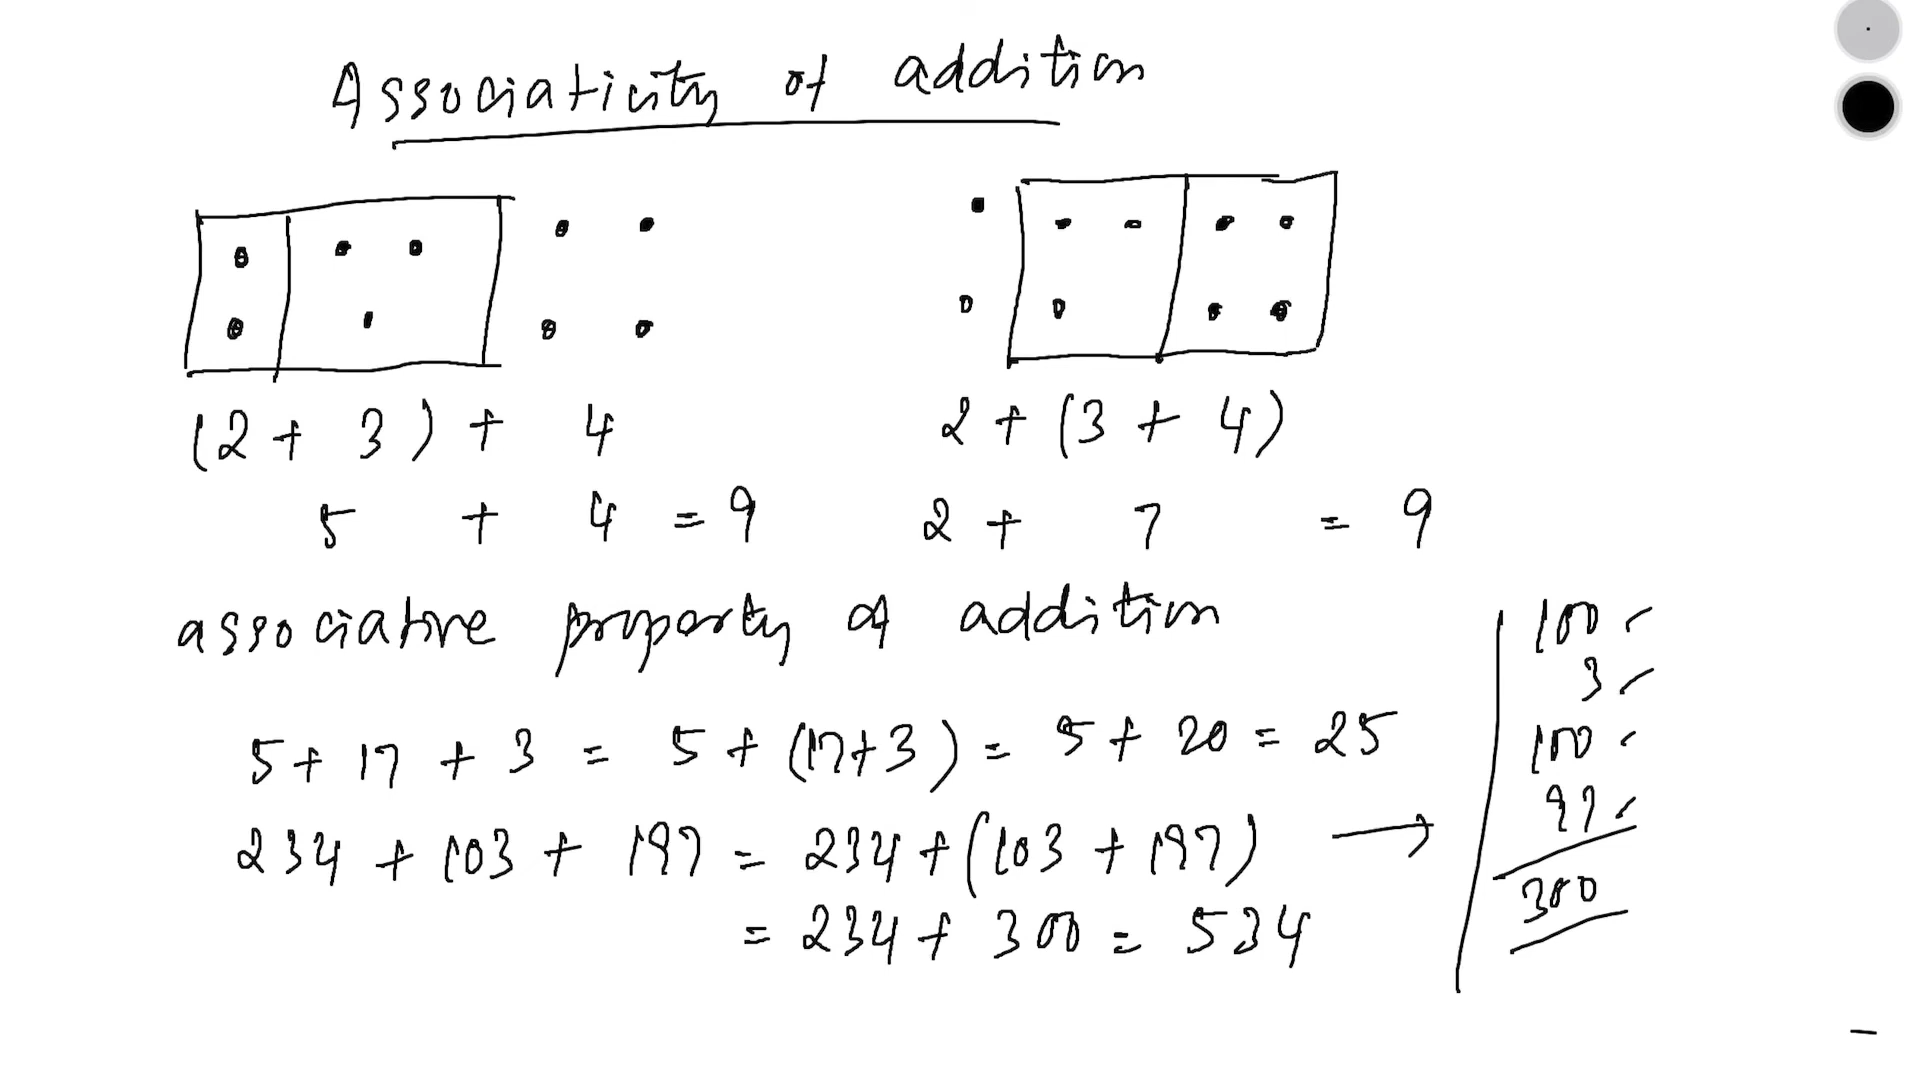 Associativity of addition
(2 + 3) + 4
2 + (3 + 4)
5 + 4 = 9
2 + 7 = 9
associative property of addition
5 + 17 + 3 = 5 + (17+3) = 5 + 20 = 25
234 + 103 + 197 = 234 + (103 + 197) →
= 234 + 300 = 534
100
3
100
97
300